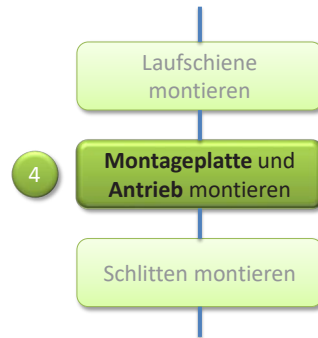 Laufschiene
montieren
4
Montageplatte und
Antrieb montieren
Schlitten montieren